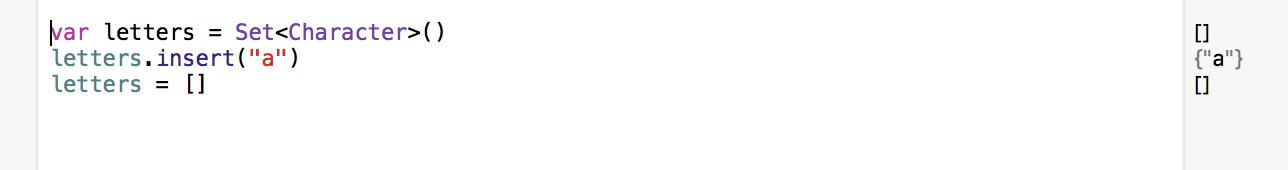 var letters = Set<Character>() []
letters.insert("a") {"a"}
letters = [] []